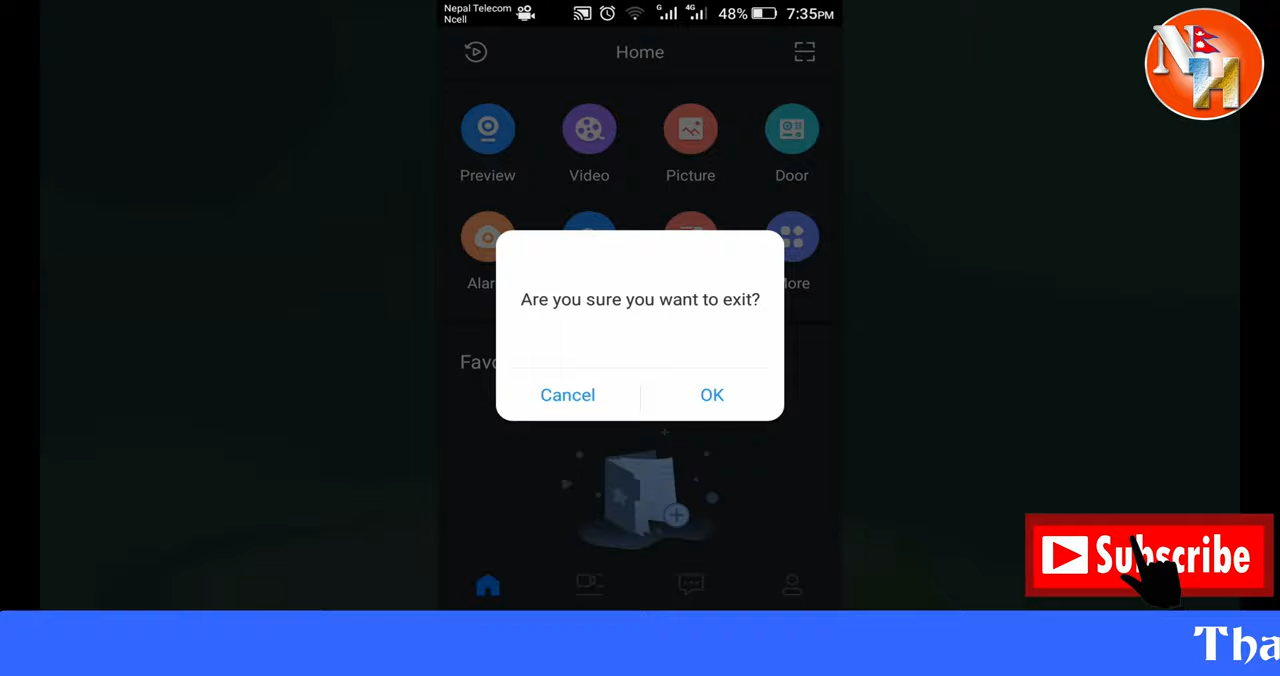 Nepal Telecom
Ncell
G
4G
48%
7:35PM
Home
N
H
Preview
Video
Picture
Door
Are you sure you want to exit?
Cancel
OK
Subscribe